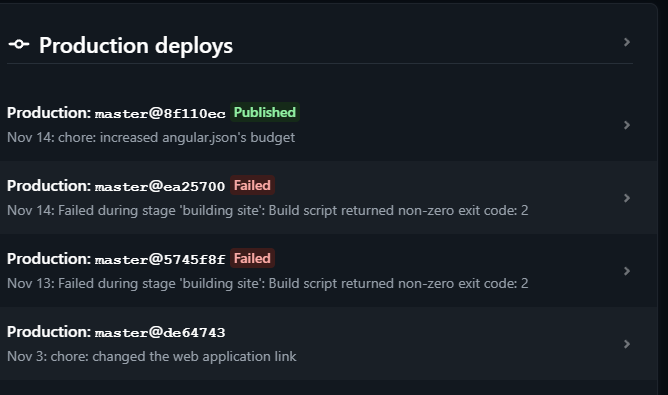 Production deploys
Production: master@8f110ec Published
Nov 14: chore: increased angular.json's budget
Production: master@ea25700 Failed
Nov 14: Failed during stage 'building site': Build script returned non-zero exit code: 2
Production: master@5745f8f Failed
Nov 13: Failed during stage 'building site': Build script returned non-zero exit code: 2
Production: master@de64743
Nov 3: chore: changed the web application link